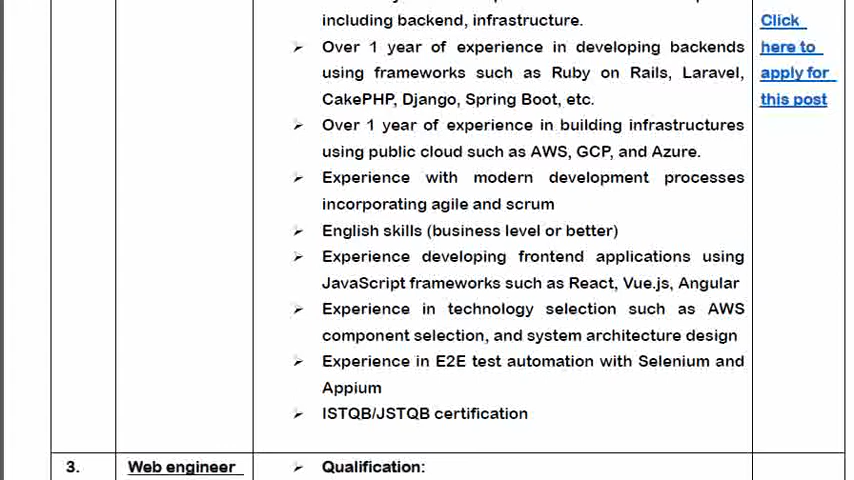 including backend, infrastructure.
Over 1 year of experience in developing backends
using frameworks such as Ruby on Rails, Laravel,
CakePHP, Django, Spring Boot, etc.
Over 1 year of experience in building infrastructures
using public cloud such as AWS, GCP, and Azure.
Experience with modern development processes
incorporating agile and scrum
English skills (business level or better)
Experience developing frontend applications using
JavaScript frameworks such as React, Vue.js, Angular
Experience in technology selection such as AWS
component selection, and system architecture design
Experience in E2E test automation with Selenium and
Appium
ISTQB/JSTQB certification
Click
here to
apply for
this post
3.
Web engineer
Qualification: